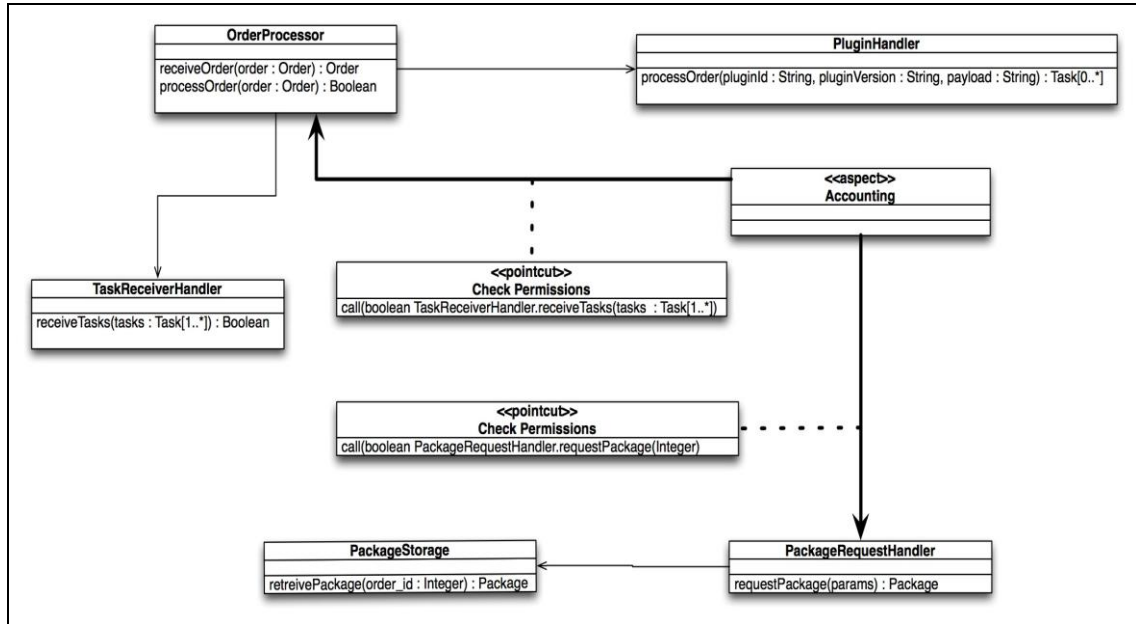 OrderProcessor
receiveOrder(order : Order) : Order
processOrder(order : Order) : Boolean
PluginHandler
processOrder(pluginId : String, pluginVersion : String, payload : String) : Task[0..*]
<<aspect>>
Accounting
<<pointcut>>
Check Permissions
call(boolean TaskReceiverHandler.receiveTasks(tasks : Task[1..*])
TaskReceiverHandler
receiveTasks(tasks : Task[1..*]) : Boolean
<<pointcut>>
Check Permissions
call(boolean PackageRequestHandler.requestPackage(Integer)
PackageStorage
retreivePackage(order_id : Integer) : Package
PackageRequestHandler
requestPackage(params) : Package